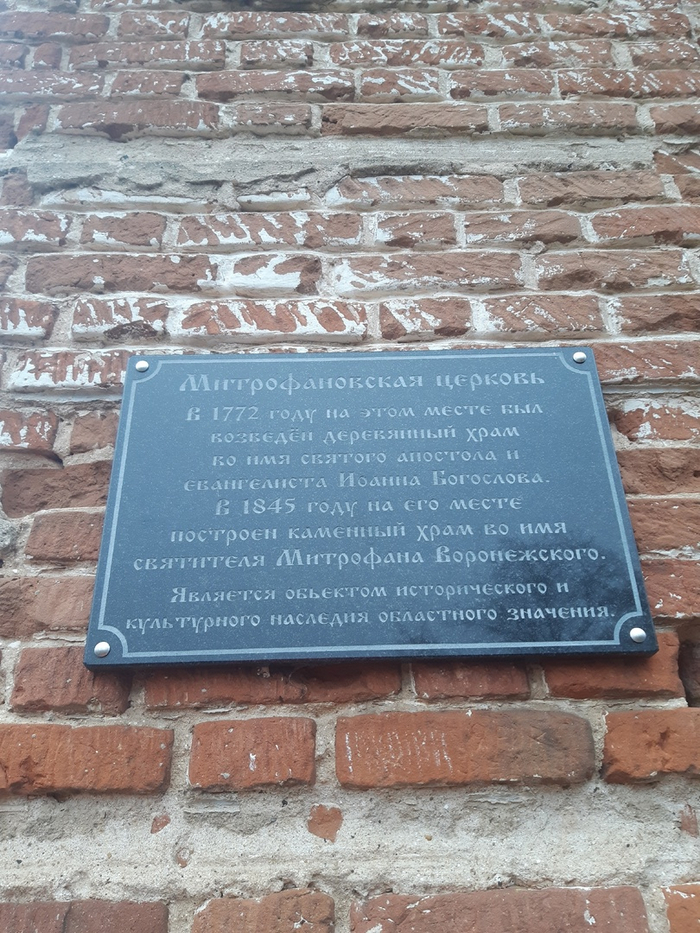 Митрофановская церковь
В 1772 году на этом месте был
возведён деревянный храм
во имя святого апостола и
евангелиста Иоанна Богослова.
В 1845 году на его месте
построен каменный храм во имя
святителя Митрофана Воронежского.
Является обьектом исторического и
культурного наследия областного значения.